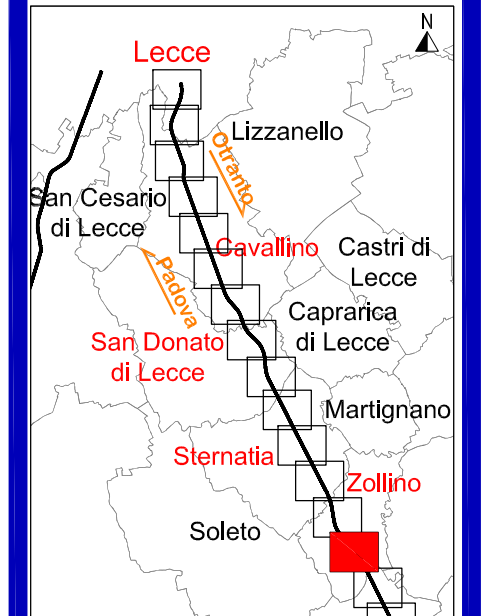 N
Lecce
Lizzanello
Otranto
San Cesario
di Lecce
Cavallino
Castri di
Lecce
Padova
Caprarica
di Lecce
San Donato
di Lecce
Martignano
Sternatia
Zollino
Soleto